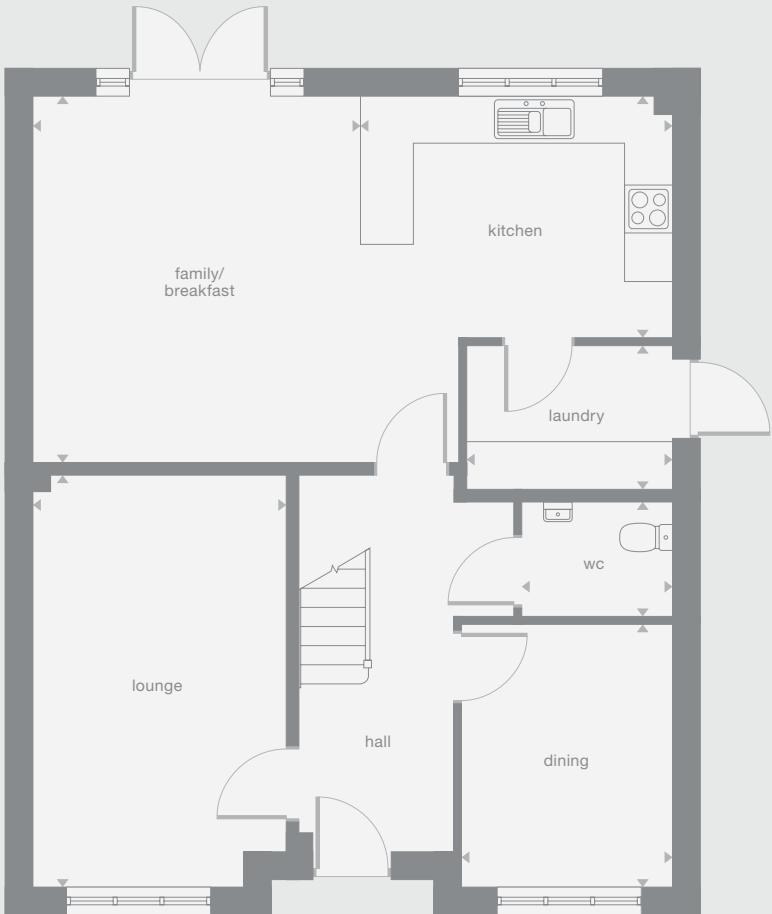 kitchen
family/
breakfast
laundry
wc
lounge
hall
dining